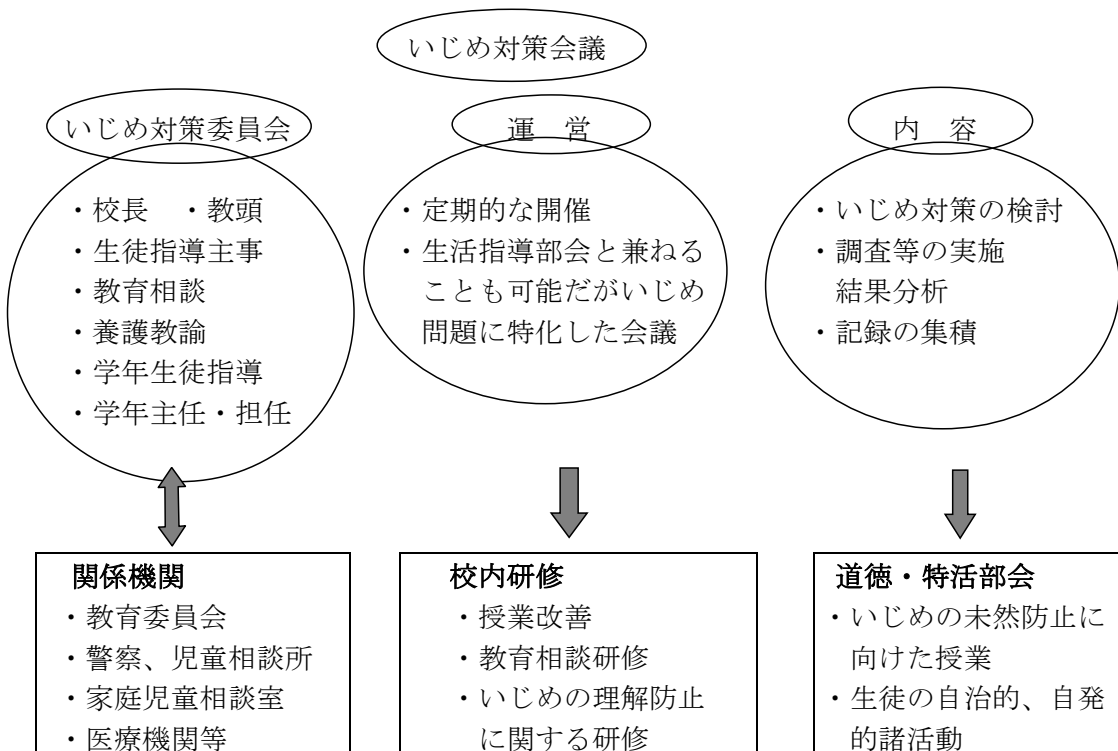 いじめ対策会議
いじめ対策委員会
・校長　・教頭
・生徒指導主事
・教育相談
・養護教諭
・学年生徒指導
・学年主任・担任
運　営
・定期的な開催
・生活指導部会と兼ねる
ことも可能だがいじめ
問題に特化した会議
内　容
・いじめ対策の検討
・調査等の実施
結果分析
・記録の集積
関係機関
・教育委員会
・警察、児童相談所
・家庭児童相談室
・医療機関等
校内研修
・授業改善
・教育相談研修
・いじめの理解防止
に関する研修
道徳・特活部会
・いじめの未然防止に
向けた授業
・生徒の自治的、自発
的諸活動